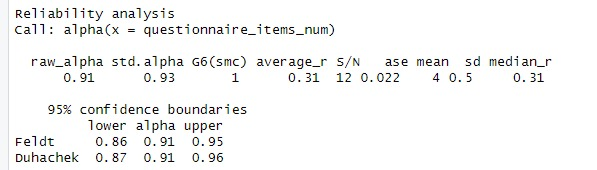 Reliability analysis
Call: alpha(x = questionnaire_items_num)
raw_alpha std.alpha G6(smc) average_r S/N ase mean sd median_r
0.91 0.93 1 0.31 12 0.022 4 0.5 0.31
95% confidence boundaries
lower alpha upper
Feldt 0.86 0.91 0.95
Duhachek 0.87 0.91 0.96